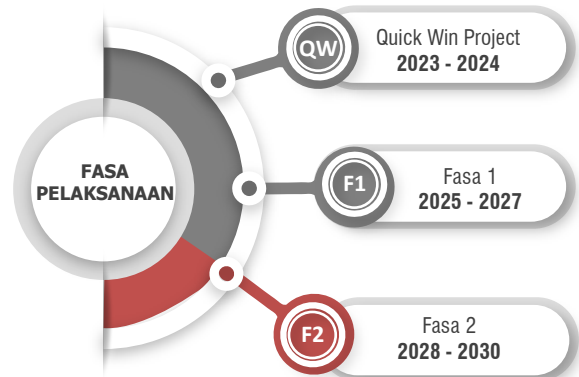 QW
Quick Win Project
2023 - 2024
FASA
PELAKSANAAN
F1
Fasa 1
2025 - 2027
F2
Fasa 2
2028 - 2030